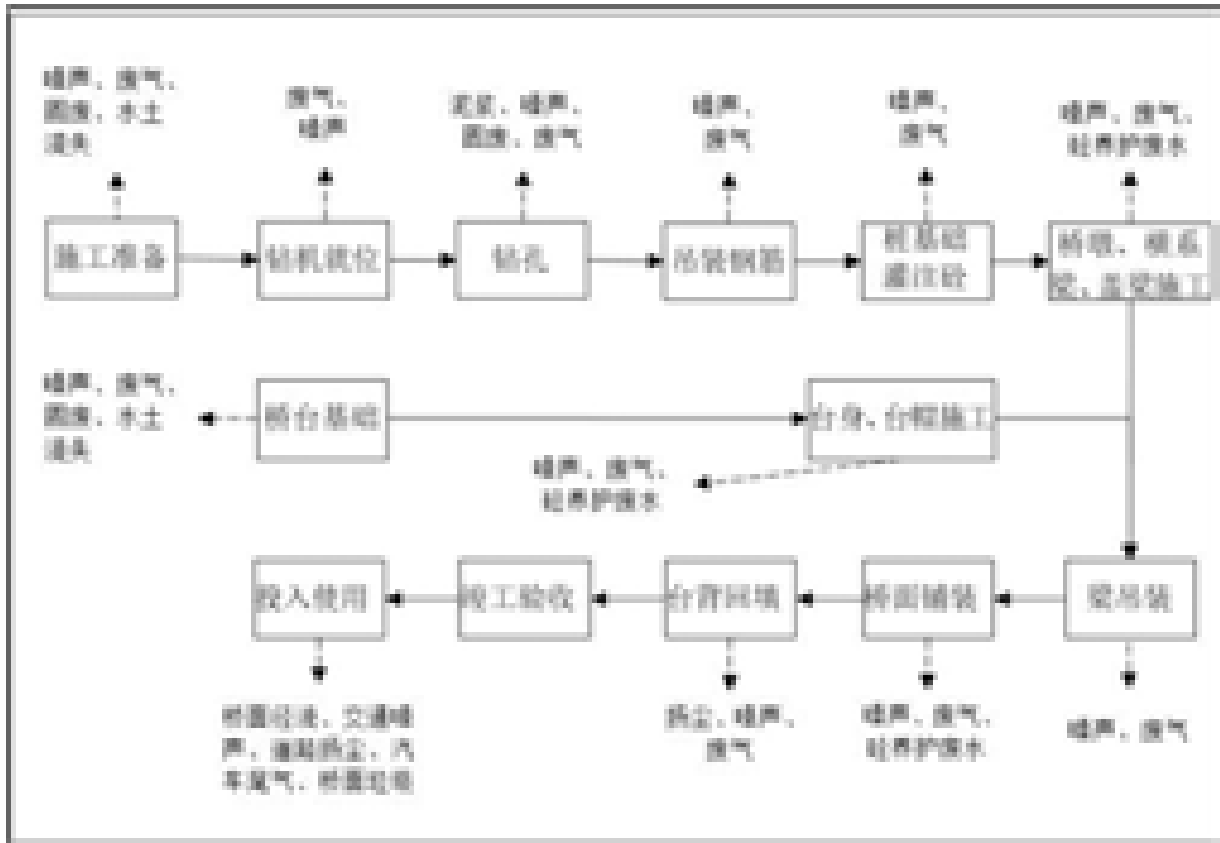 噪声、废气、
固废、水土
流失
废气、
噪声
泥浆、噪声、
固废、废气
噪声、
废气
噪声、
废气
噪声、废气、
砼养护废水
施工准备
钻机就位
钻孔
吊装钢筋
桩基础
灌注砼
桥墩、横系
梁、盖梁施工
噪声、废气、
固废、水土
流失
桥台基础
台身、台帽施工
噪声、废气、
砼养护废水
投入使用
竣工验收
台背回填
桥面铺装
梁吊装
桥面径流、交通噪
声、道路扬尘、汽
车尾气、桥面垃圾
扬尘、噪声、
废气
噪声、废气、
砼养护废水
噪声、废气